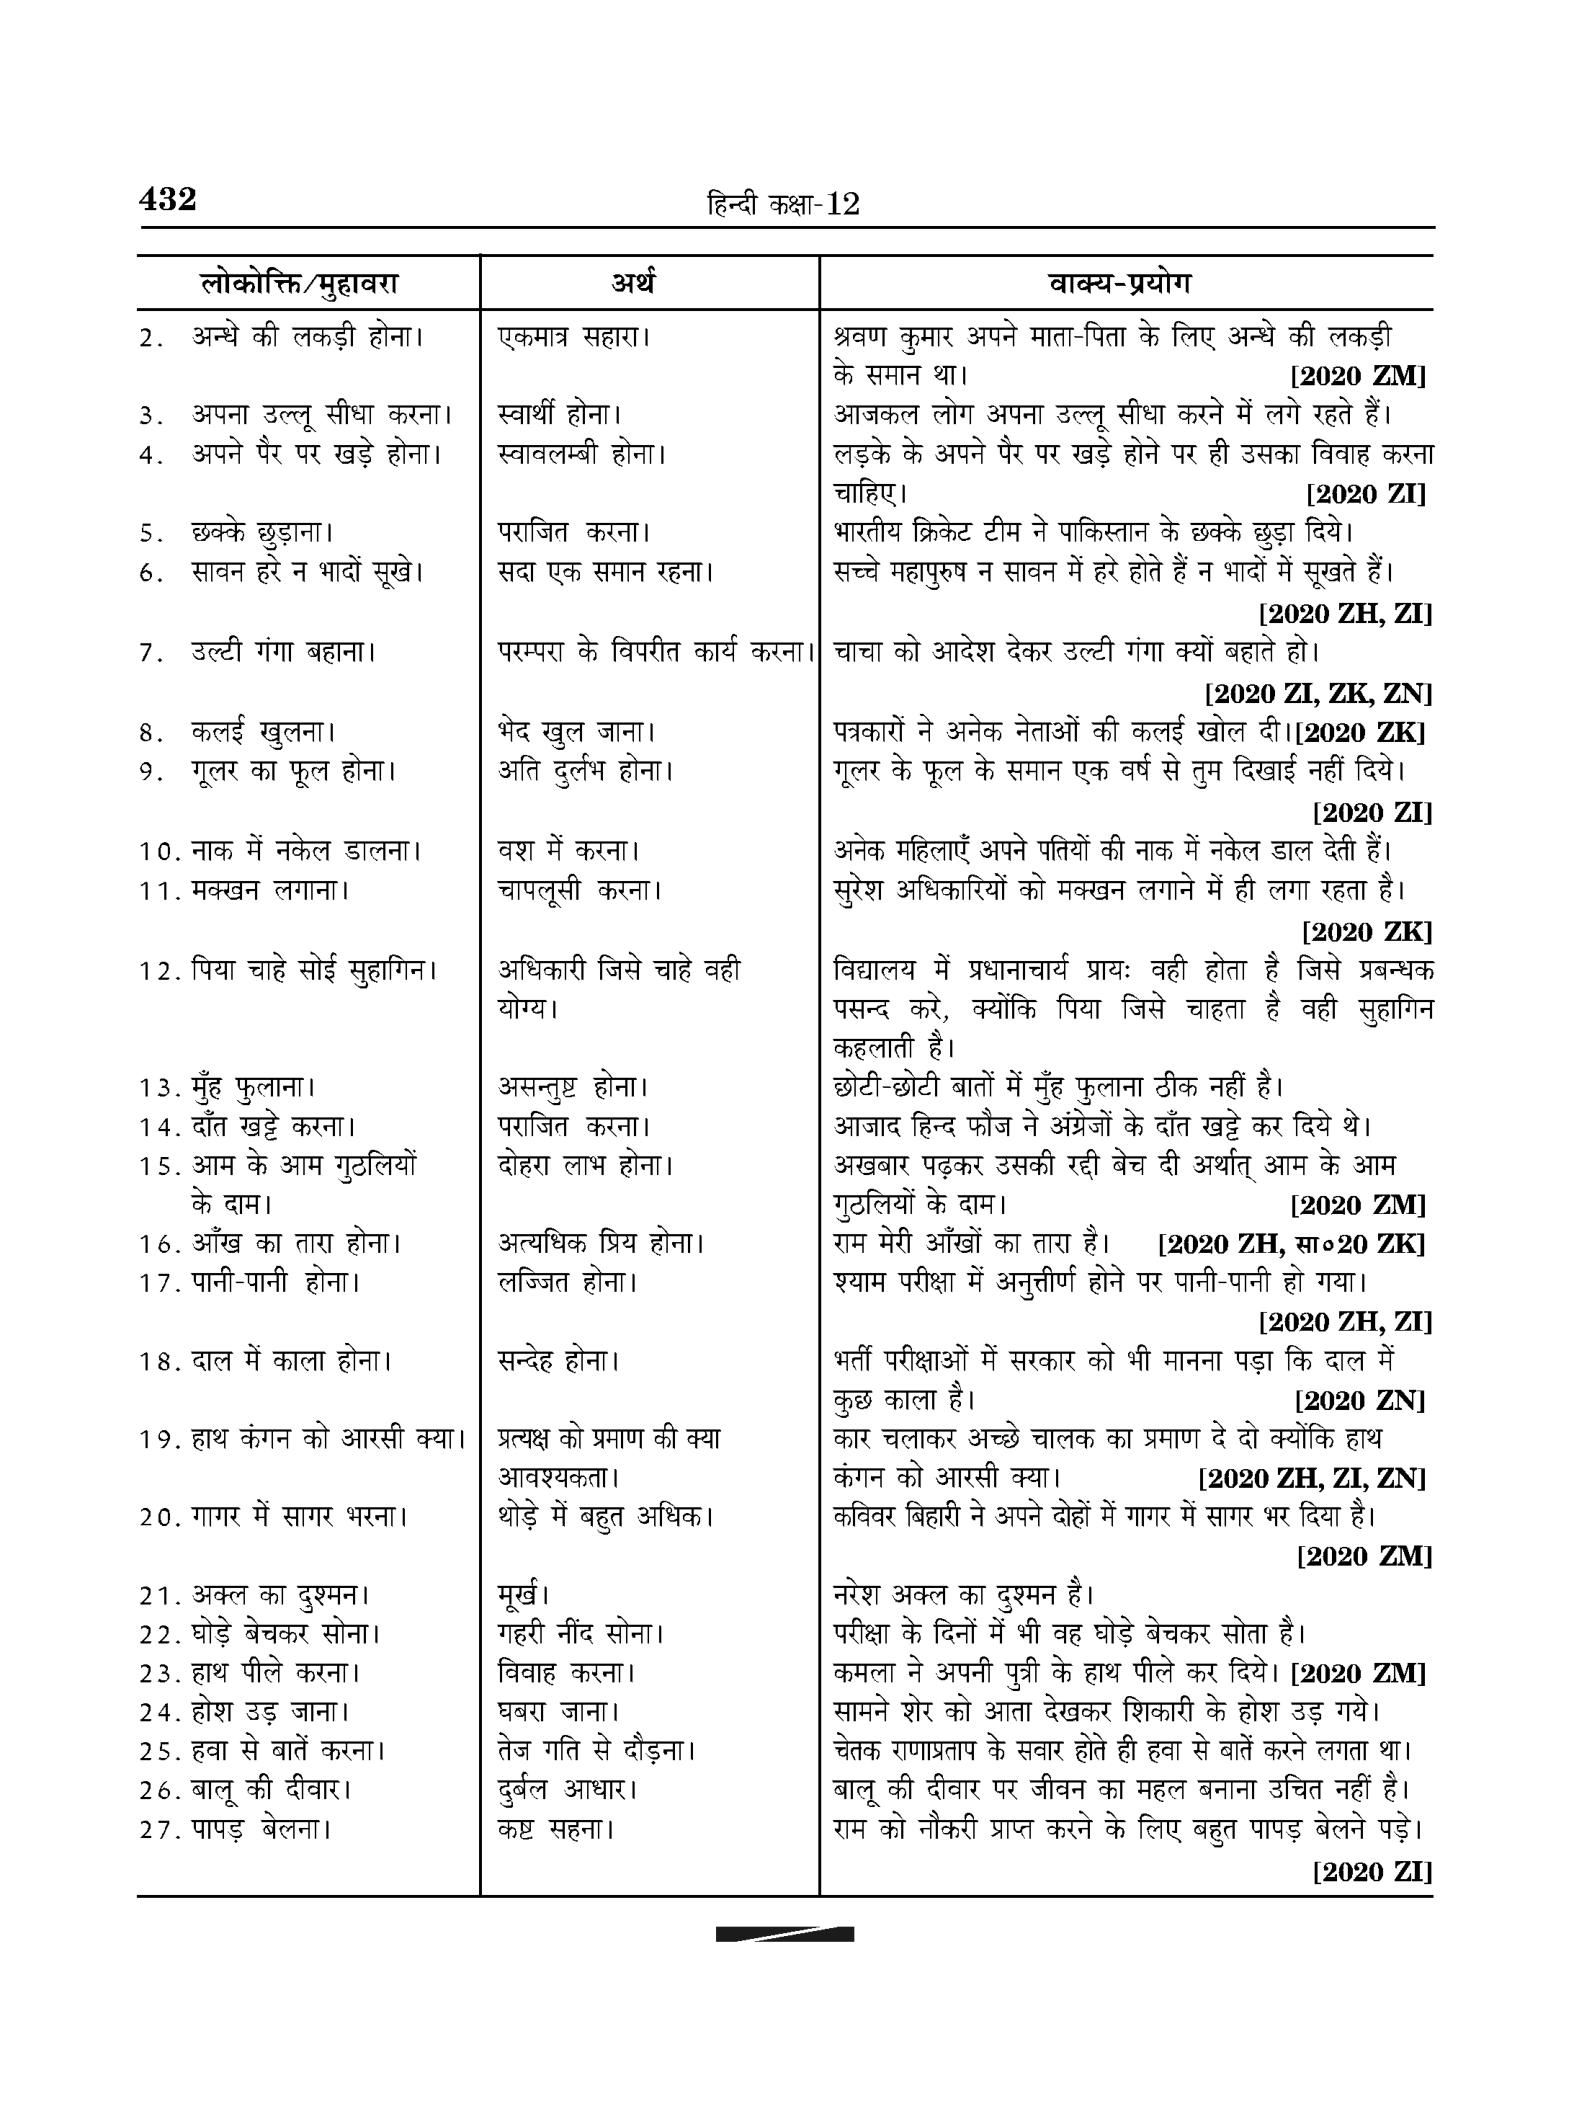 432
हिन्दी कक्षा-12
लोकोक्ति/मुहावरा अर्थ वाक्य-प्रयोग
2. अन्धे की लकड़ी होना। एकमात्र सहारा। श्रवण कुमार अपने माता-पिता के लिए अन्धे की लकड़ी
के समान था। [2020 ZM]
3. अपना उल्लू सीधा करना। स्वार्थी होना। आजकल लोग अपना उल्लू सीधा करने में लगे रहते हैं।
4. अपने पैर पर खड़े होना। स्वावलम्बी होना। लड़के के अपने पैर पर खड़े होने पर ही उसका विवाह करना
चाहिए। [2020 ZI]
5. छक्के छुड़ाना। पराजित करना। भारतीय क्रिकेट टीम ने पाकिस्तान के छक्के छुड़ा दिये।
6. सावन हरे न भादों सूखे। सदा एक समान रहना। सच्चे महापुरुष न सावन में हरे होते हैं न भादों में सूखते हैं।
[2020 ZH, ZI]
7. उल्टी गंगा बहाना। परम्परा के विपरीत कार्य करना। चाचा को आदेश देकर उल्टी गंगा क्यों बहाते हो।
[2020 ZI, ZK, ZN]
8. कलई खुलना। भेद खुल जाना। पत्रकारों ने अनेक नेताओं की कलई खोल दी।[2020 ZK]
9. गूलर का फूल होना। अति दुर्लभ होना। गूलर के फूल के समान एक वर्ष से तुम दिखाई नहीं दिये।
[2020 ZI]
10. नाक में नकेल डालना। वश में करना। अनेक महिलाएँ अपने पतियों की नाक में नकेल डाल देती हैं।
11. मक्खन लगाना। चापलूसी करना। सुरेश अधिकारियों को मक्खन लगाने में ही लगा रहता है।
[2020 ZK]
12. पिया चाहे सोई सुहागिन। अधिकारी जिसे चाहे वही विद्यालय में प्रधानाचार्य प्रायः वही होता है जिसे प्रबन्धक
योग्य। पसन्द करे, क्योंकि पिया जिसे चाहता है वही सुहागिन
कहलाती है।
13. मुँह फुलाना। असन्तुष्ट होना। छोटी-छोटी बातों में मुँह फुलाना ठीक नहीं है।
14. दाँत खट्टे करना। पराजित करना। आजाद हिन्द फौज ने अंग्रेजों के दाँत खट्टे कर दिये थे।
15. आम के आम गुठलियों दोहरा लाभ होना। अखबार पढ़कर उसकी रद्दी बेच दी अर्थात् आम के आम
के दाम। गुठलियों के दाम। [2020 ZM]
16. आँख का तारा होना। अत्यधिक प्रिय होना। राम मेरी आँखों का तारा है। [2020 ZH, सा०20 ZK]
17. पानी-पानी होना। लज्जित होना। श्याम परीक्षा में अनुत्तीर्ण होने पर पानी-पानी हो गया।
[2020 ZH, ZI]
18. दाल में काला होना। सन्देह होना। भर्ती परीक्षाओं में सरकार को भी मानना पड़ा कि दाल में
कुछ काला है। [2020 ZN]
19. हाथ कंगन को आरसी क्या। प्रत्यक्ष को प्रमाण की क्या कार चलाकर अच्छे चालक का प्रमाण दे दो क्योंकि हाथ
आवश्यकता। कंगन को आरसी क्या। [2020 ZH, ZI, ZN]
20. गागर में सागर भरना। थोड़े में बहुत अधिक। कविवर बिहारी ने अपने दोहों में गागर में सागर भर दिया है।
[2020 ZM]
21. अक्ल का दुश्मन। मूर्ख। नरेश अक्ल का दुश्मन है।
22. घोड़े बेचकर सोना। गहरी नींद सोना। परीक्षा के दिनों में भी वह घोड़े बेचकर सोता है।
23. हाथ पीले करना। विवाह करना। कमला ने अपनी पुत्री के हाथ पीले कर दिये। [2020 ZM]
24. होश उड़ जाना। घबरा जाना। सामने शेर को आता देखकर शिकारी के होश उड़ गये।
25. हवा से बातें करना। तेज गति से दौड़ना। चेतक राणाप्रताप के सवार होते ही हवा से बातें करने लगता था।
26. बालू की दीवार। दुर्बल आधार। बालू की दीवार पर जीवन का महल बनाना उचित नहीं है।
27. पापड़ बेलना। कष्ट सहना। राम को नौकरी प्राप्त करने के लिए बहुत पापड़ बेलने पड़े।
[2020 ZI]